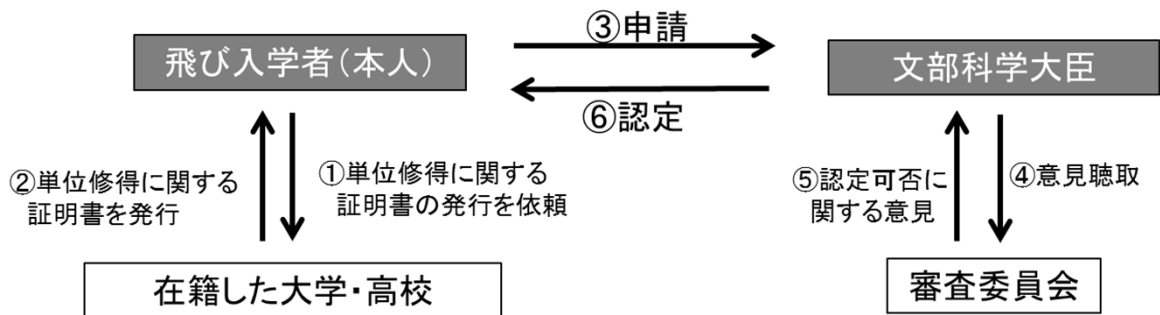 飛び入学者(本人)
③申請
⑥認定
文部科学大臣
②単位修得に関する
証明書を発行
①単位修得に関する
証明書の発行を依頼
⑤認定可否に
関する意見
④意見聴取
在籍した大学・高校
審査委員会